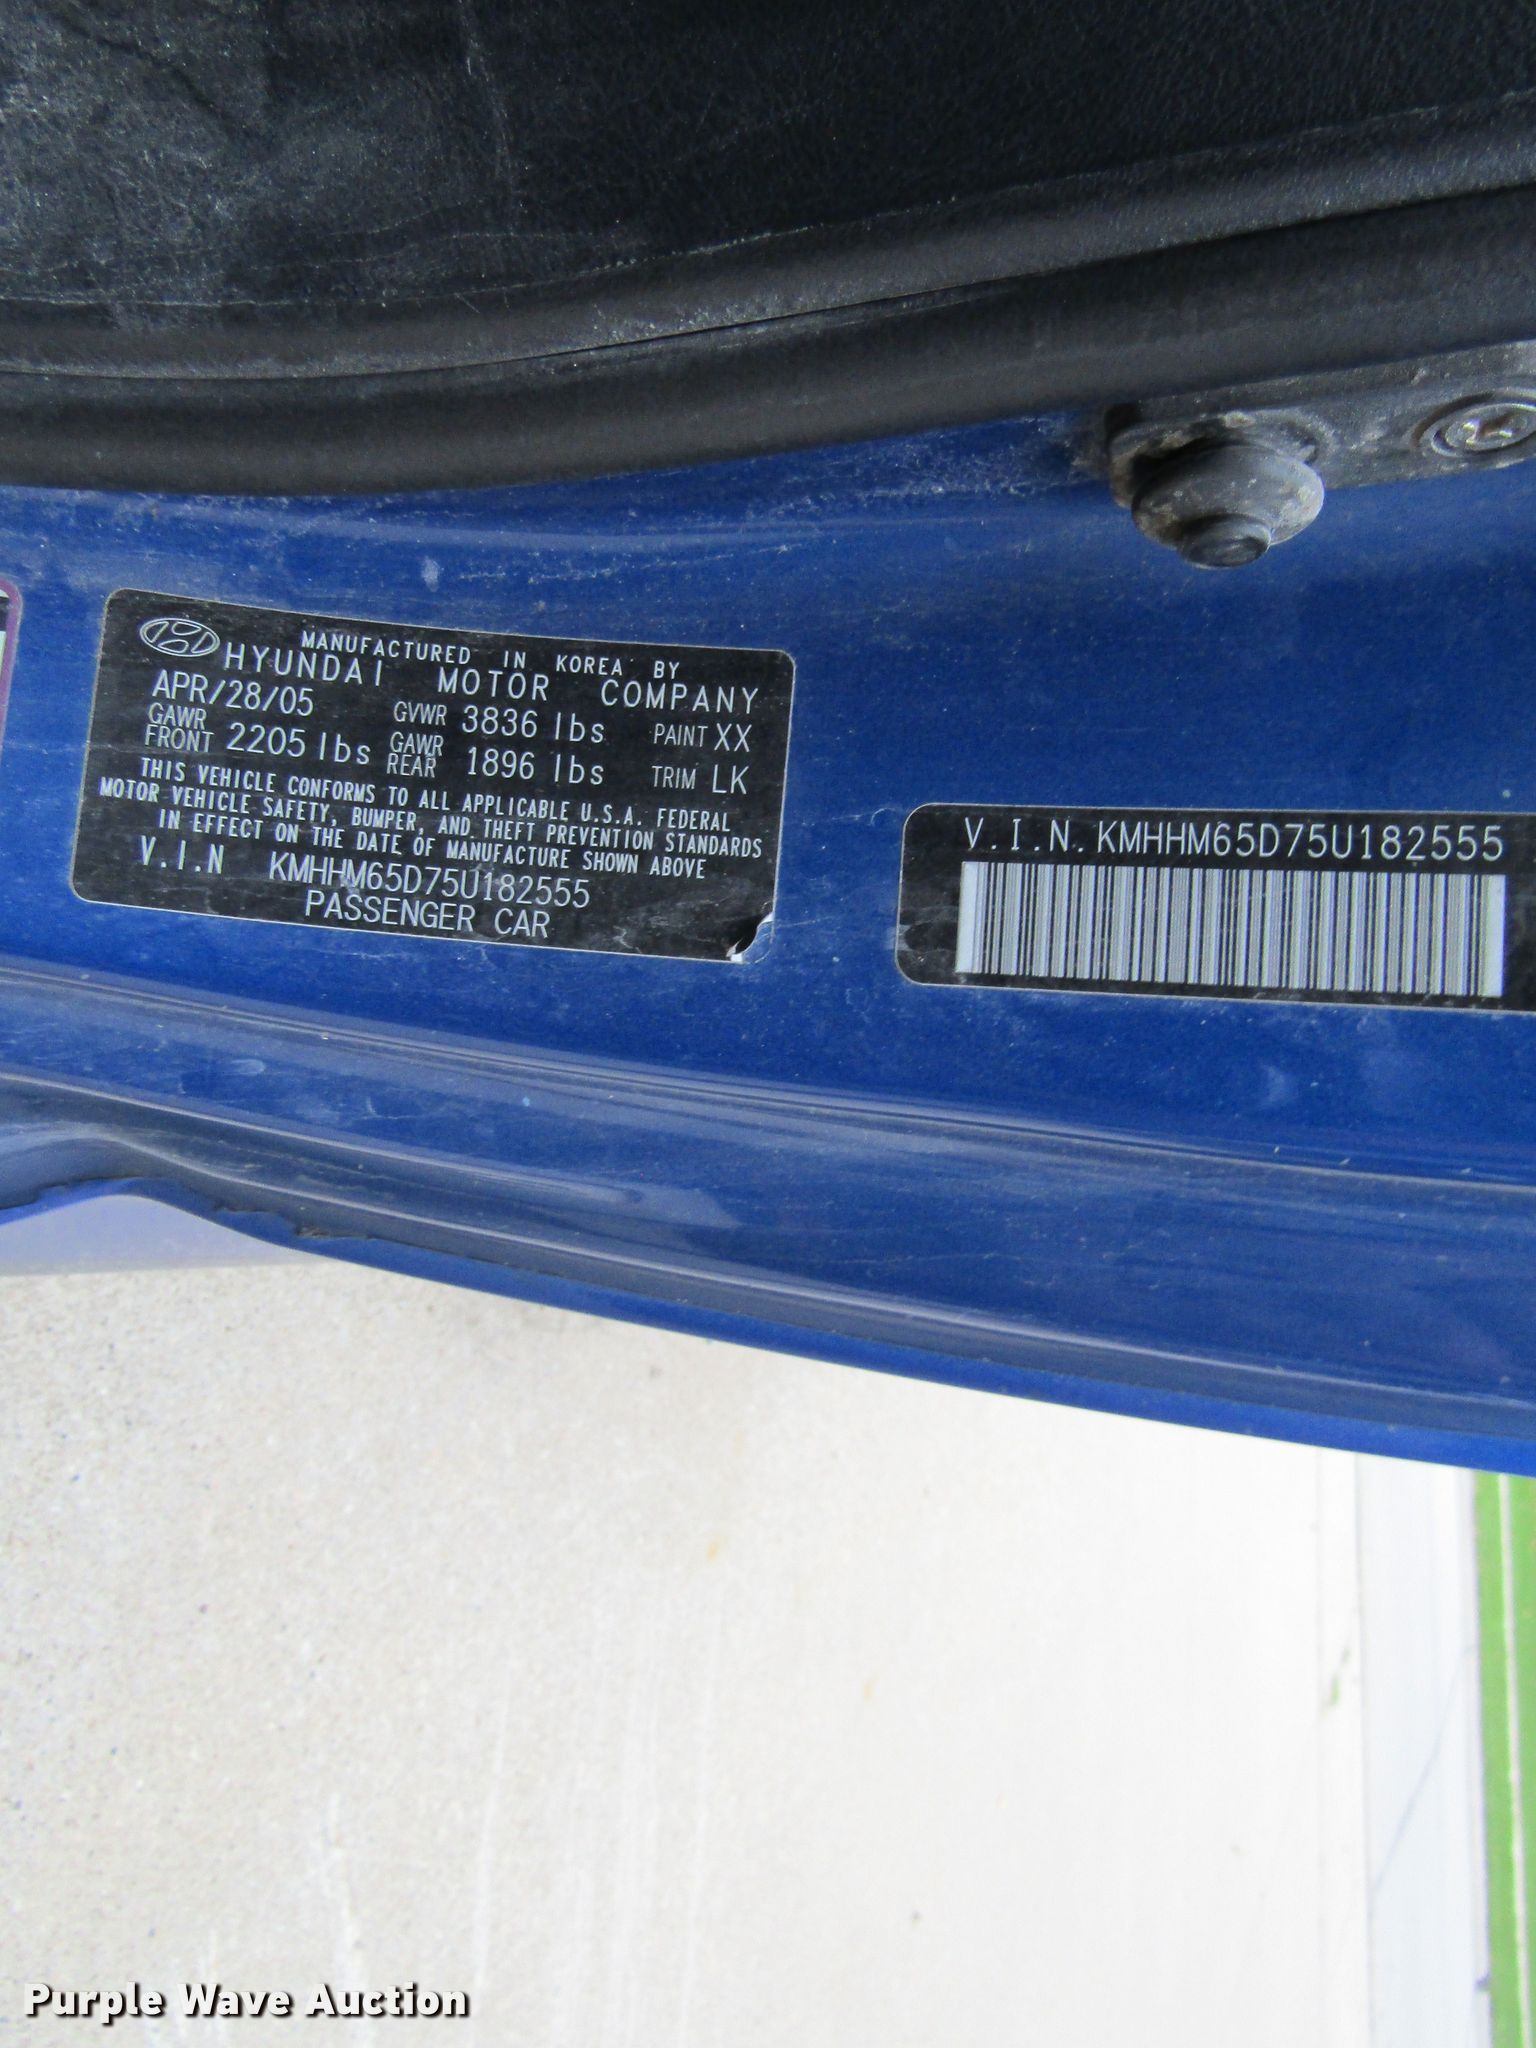 MANUFACTURED IN KOREA BY
HYUNDAI MOTOR COMPANY
APR/28/05 GVWR 3836 lbs PAINT XX
GAWR FRONT 2205 lbs GAWR REAR 1896 lbs TRIM LK
THIS VEHICLE CONFORMS TO ALL APPLICABLE U.S.A. FEDERAL
MOTOR VEHICLE SAFETY, BUMPER, AND THEFT PREVENTION STANDARDS
IN EFFECT ON THE DATE OF MANUFACTURE SHOWN ABOVE
V.I.N KMHHM65D75U182555
PASSENGER CAR
V.I.N. KMHHM65D75U182555
Purple Wave Auction